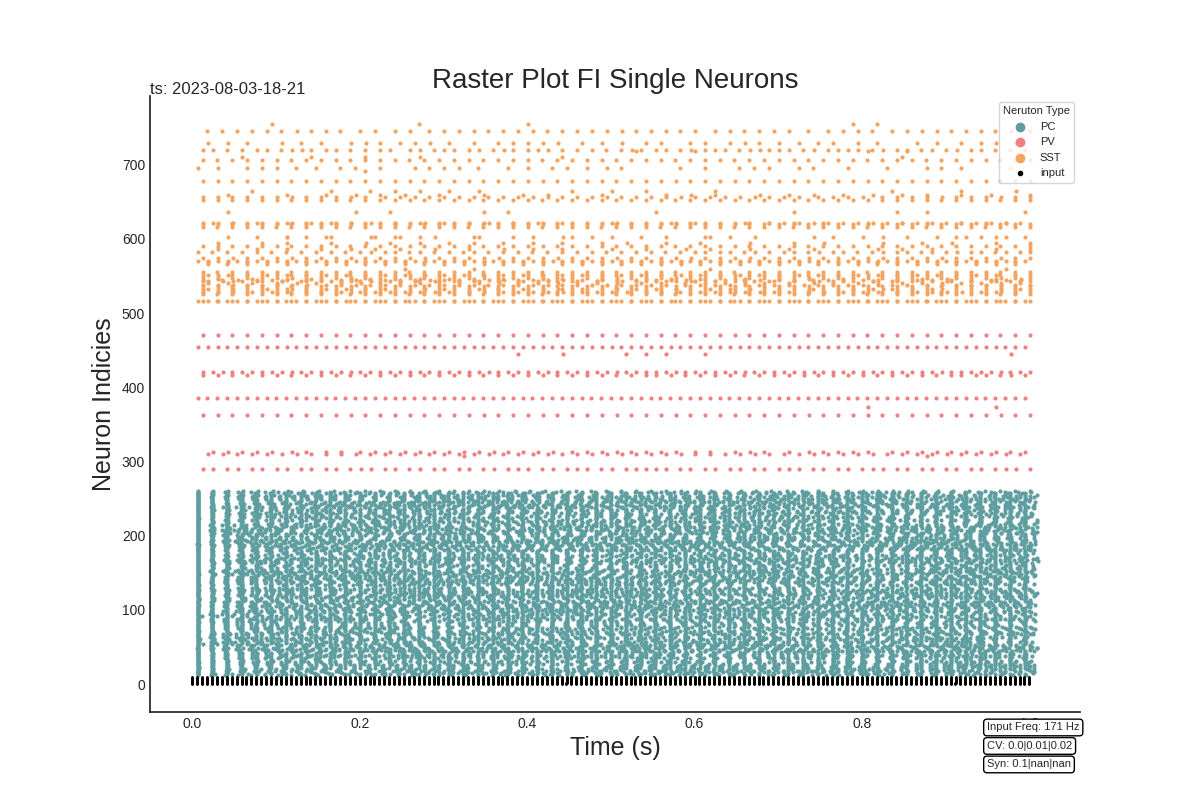 Raster Plot FI Single Neurons
ts: 2023-08-03-18-21
Neruton Type
PC
PV
SST
input
700
600
500
400
300
200
100
0
Neuron Indicies
0.0 0.2 0.4 0.6 0.8
Time (s)
Input Freq: 171 Hz
CV: 0.0|0.01|0.02
Syn: 0.1|nan|nan